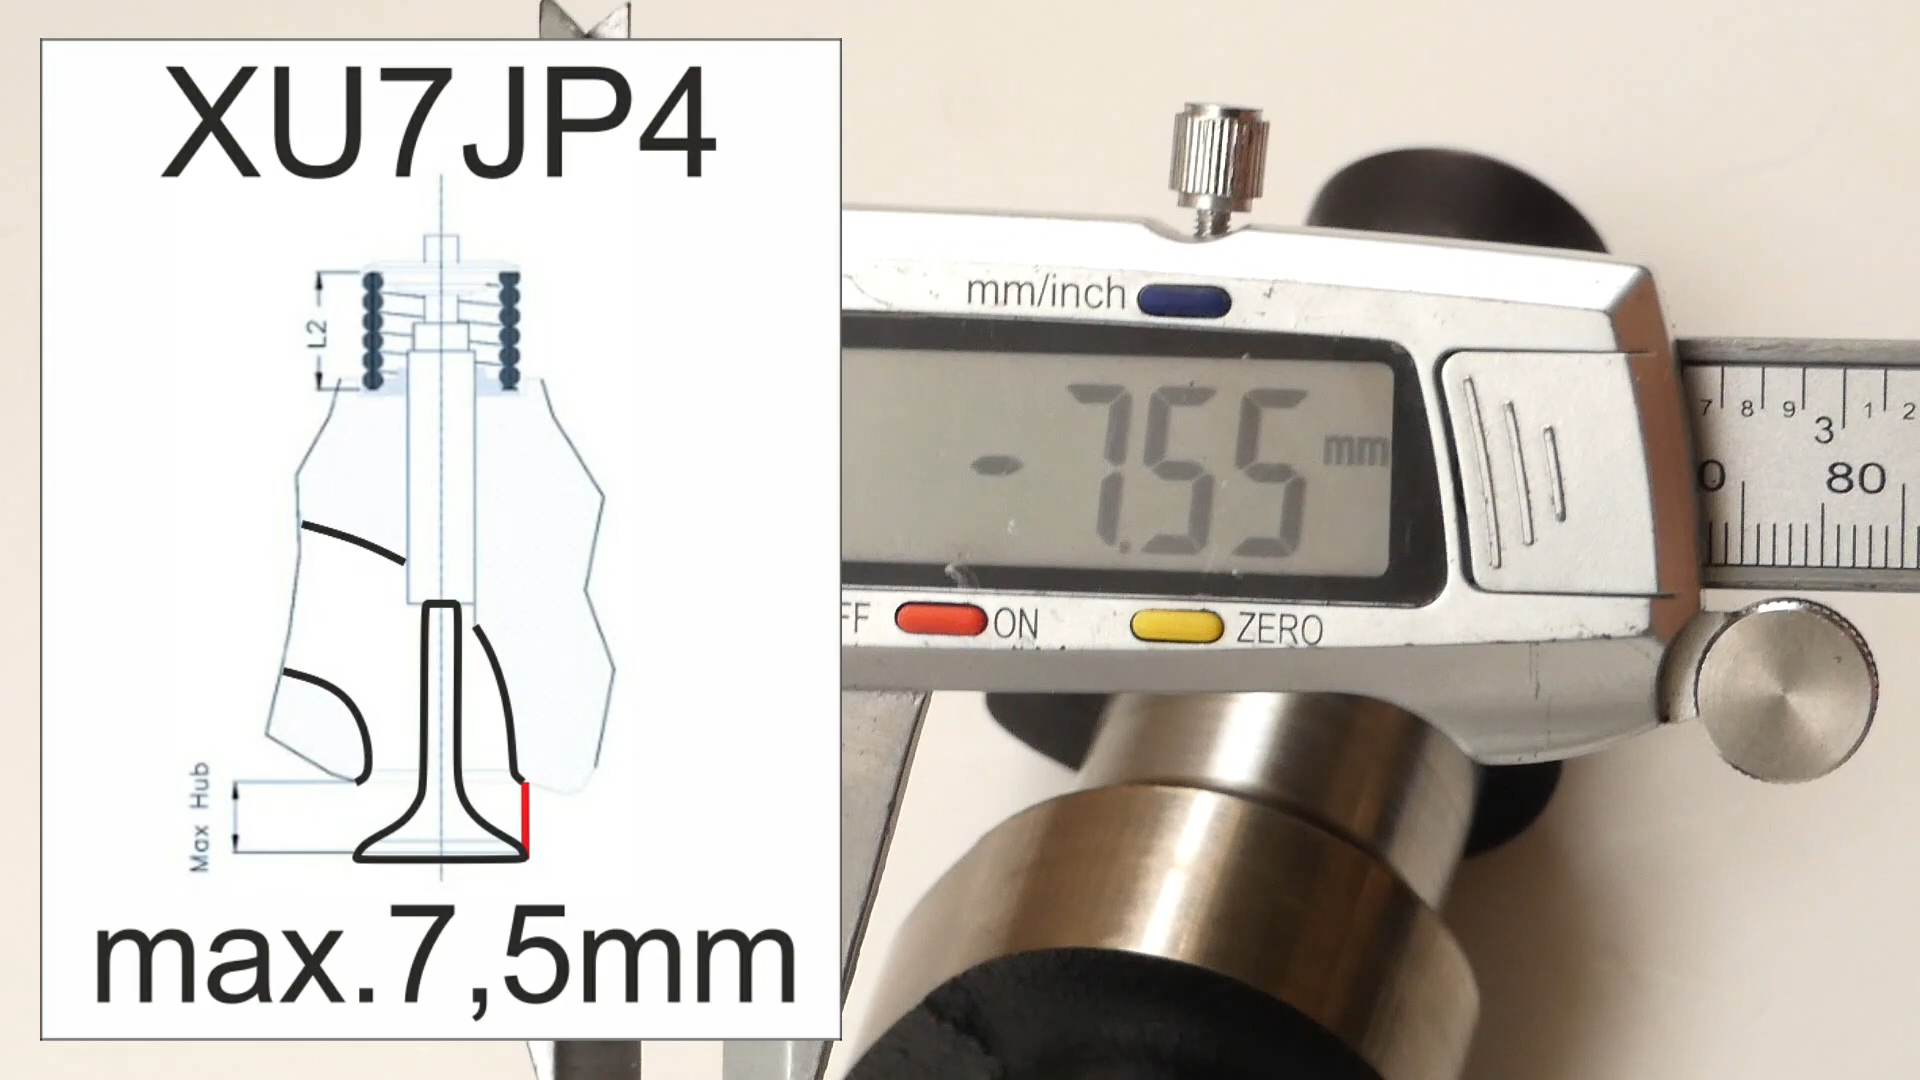 XU7JP4
L2
Max Hub
max.7,5mm
mm/inch
-7.55 mm
FF ON ZERO
7 8 9 3 1 2
0 80